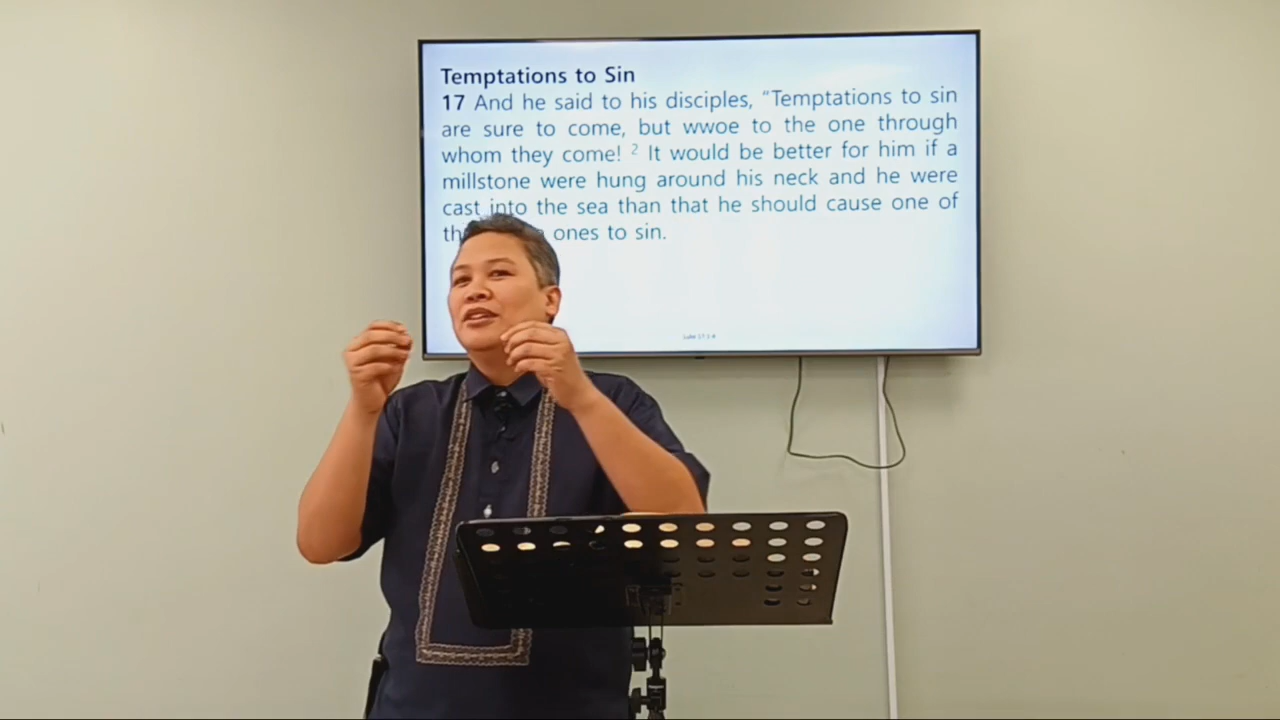 Temptations to Sin
17 And he said to his disciples, “Temptations to sin
are sure to come, but wwoe to the one through
whom they come! 2 It would be better for him if a
millstone were hung around his neck and he were
cast into the sea than that he should cause one of
ones to sin.